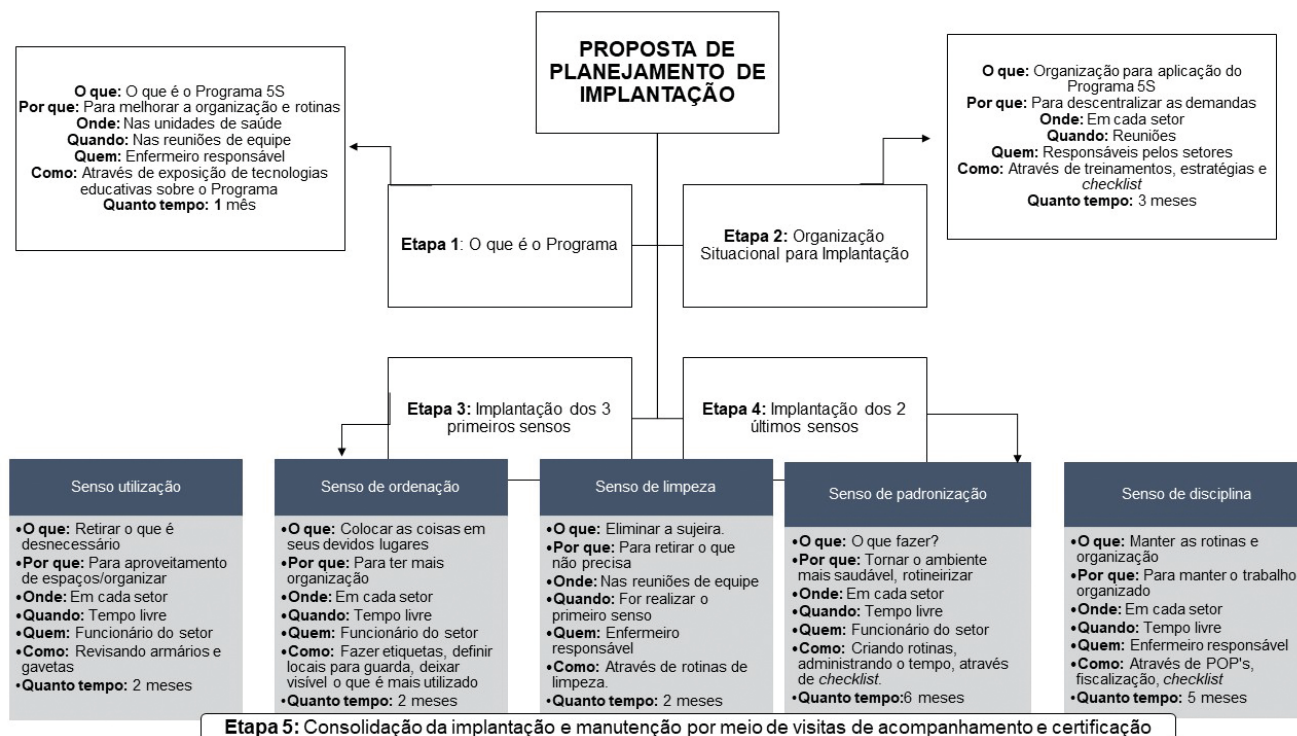 PROPOSTA DE
PLANEJAMENTO DE
IMPLANTAÇÃO
O que: O que é o Programa 5S
Por que: Para melhorar a organização e rotinas
Onde: Nas unidades de saúde
Quando: Nas reuniões de equipe
Quem: Enfermeiro responsável
Como: Através de exposição de tecnologias
educativas sobre o Programa
Quanto tempo: 1 mês
O que: Organização para aplicação do
Programa 5S
Por que: Para descentralizar as demandas
Onde: Em cada setor
Quando: Reuniões
Quem: Responsáveis pelos setores
Como: Através de treinamentos, estratégias e
checklist
Quanto tempo: 3 meses
Etapa 1: O que é o Programa
Etapa 2: Organização
Situacional para Implantação
Etapa 3: Implantação dos 3
primeiros sensos
Etapa 4: Implantação dos 2
últimos sensos
Senso utilização
•O que: Retirar o que é
desnecessário
•Por que: Para aproveitamento
de espaços/organizar
•Onde: Em cada setor
•Quando: Tempo livre
•Quem: Funcionário do setor
•Como: Revisando armários e
gavetas
•Quanto tempo: 2 meses
Senso de ordenação
•O que: Colocar as coisas em
seus devidos lugares
•Por que: Para ter mais
organização
•Onde: Em cada setor
•Quando: Tempo livre
•Quem: Funcionário do setor
•Como: Fazer etiquetas, definir
locais para guarda, deixar
visível o que é mais utilizado
•Quanto tempo: 2 meses
Senso de limpeza
•O que: Eliminar a sujeira.
•Por que: Para retirar o que
não precisa
•Onde: Nas reuniões de equipe
•Quando: For realizar o
primeiro senso
•Quem: Enfermeiro
responsável
•Como: Através de rotinas de
limpeza.
•Quanto tempo: 2 meses
Senso de padronização
•O que: O que fazer?
•Por que: Tornar o ambiente
mais saudável, rotineirizar
•Onde: Em cada setor
•Quando: Tempo livre
•Quem: Funcionário do setor
•Como: Criando rotinas,
administrando o tempo, através
de checklist.
•Quanto tempo:6 meses
Senso de disciplina
•O que: Manter as rotinas e
organização
•Por que: Para manter o trabalho
organizado
•Onde: Em cada setor
•Quando: Tempo livre
•Quem: Enfermeiro responsável
•Como: Através de POP's,
fiscalização, checklist
•Quanto tempo: 5 meses
Etapa 5: Consolidação da implantação e manutenção por meio de visitas de acompanhamento e certificação